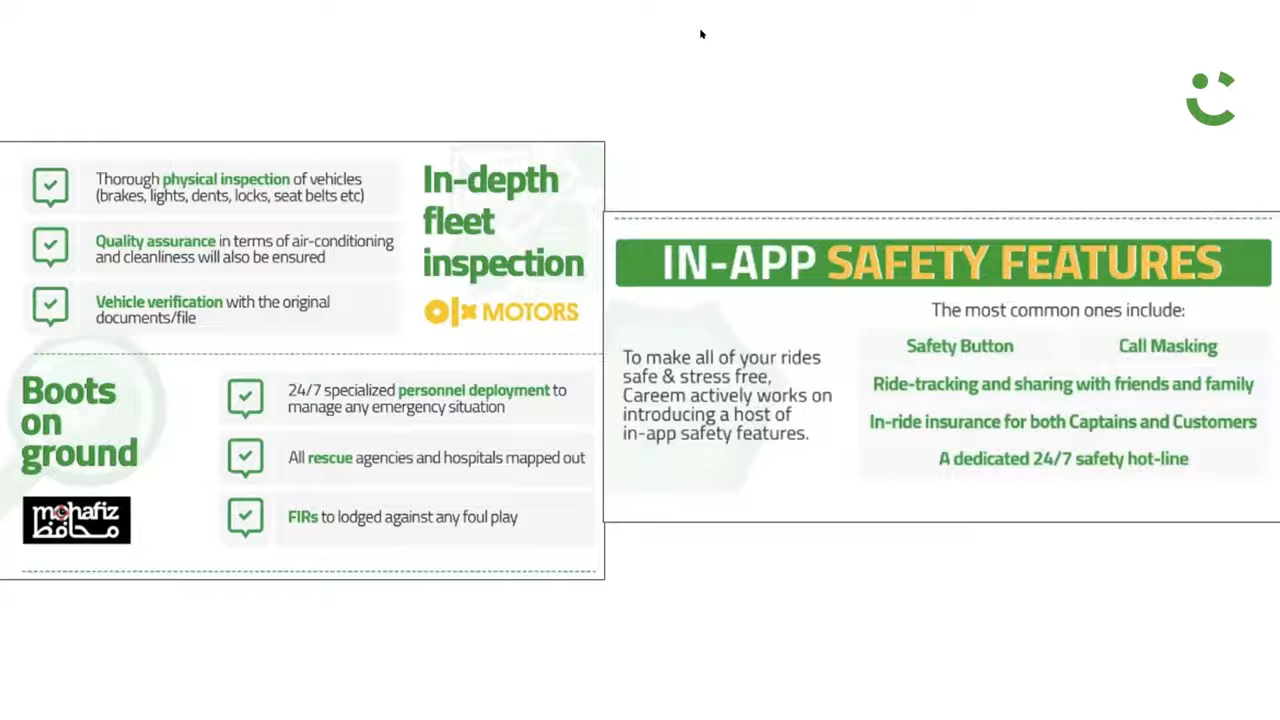 Thorough physical inspection of vehicles
(brakes, lights, dents, locks, seat belts etc)
Quality assurance in terms of air-conditioning
and cleanliness will also be ensured
Vehicle verification with the original
documents/file
In-depth
fleet
inspection
olx MOTORS
Boots
on
ground
mohafiz
محافظ
24/7 specialized personnel deployment to
manage any emergency situation
All rescue agencies and hospitals mapped out
FIRs to lodged against any foul play
IN-APP SAFETY FEATURES
To make all of your rides
safe & stress free,
Careem actively works on
introducing a host of
in-app safety features.
The most common ones include:
Safety Button
Call Masking
Ride-tracking and sharing with friends and family
In-ride insurance for both Captains and Customers
A dedicated 24/7 safety hot-line